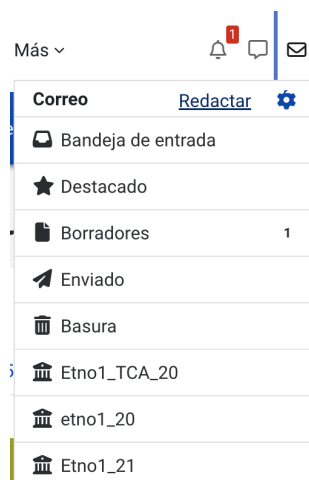 1
Más
Correo Redactar
Bandeja de entrada
Destacado
Borradores 1
Enviado
Basura
Etno1_TCA_20
etno1_20
Etno1_21